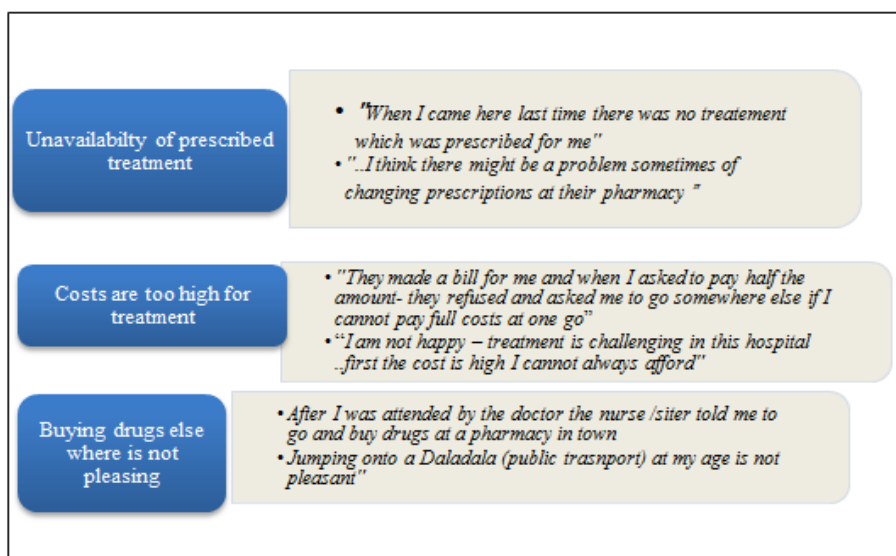 Unavailabilty of prescribed
treatment
• "When I came here last time there was no treatement
which was prescribed for me"
• "..I think there might be a problem sometimes of
changing prescriptions at their pharmacy "
Costs are too high for
treatment
• "They made a bill for me and when I asked to pay half the
amount- they refused and asked me to go somewhere else if I
cannot pay full costs at one go”
• “I am not happy – treatment is challenging in this hospital
..first the cost is high I cannot always afford"
Buying drugs else
where is not
pleasing
• After I was attended by the doctor the nurse /siter told me to
go and buy drugs at a pharmacy in town
• Jumping onto a Daladala (public trasnport) at my age is not
pleasant"